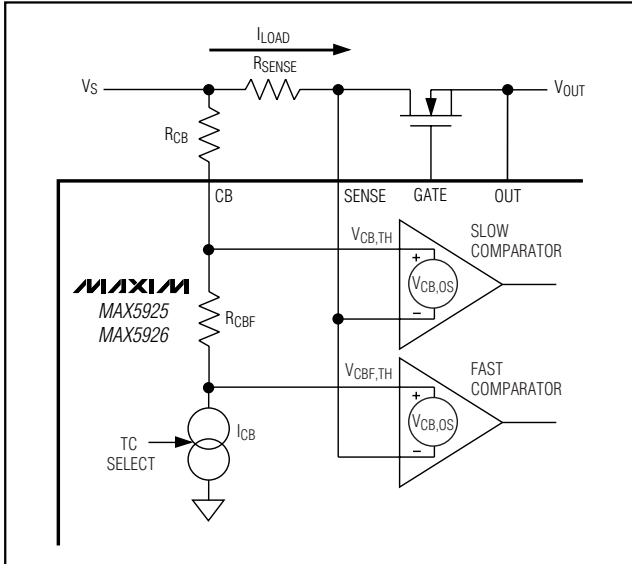 ILOAD
RSENSE
VS
VOUT
RCB
CB
SENSE
GATE
OUT
VCB,TH
SLOW
COMPARATOR
+
VCB,OS
−
MAXIM
MAX5925
MAX5926
RCBF
VCBF,TH
FAST
COMPARATOR
+
VCB,OS
−
ICB
TC
SELECT